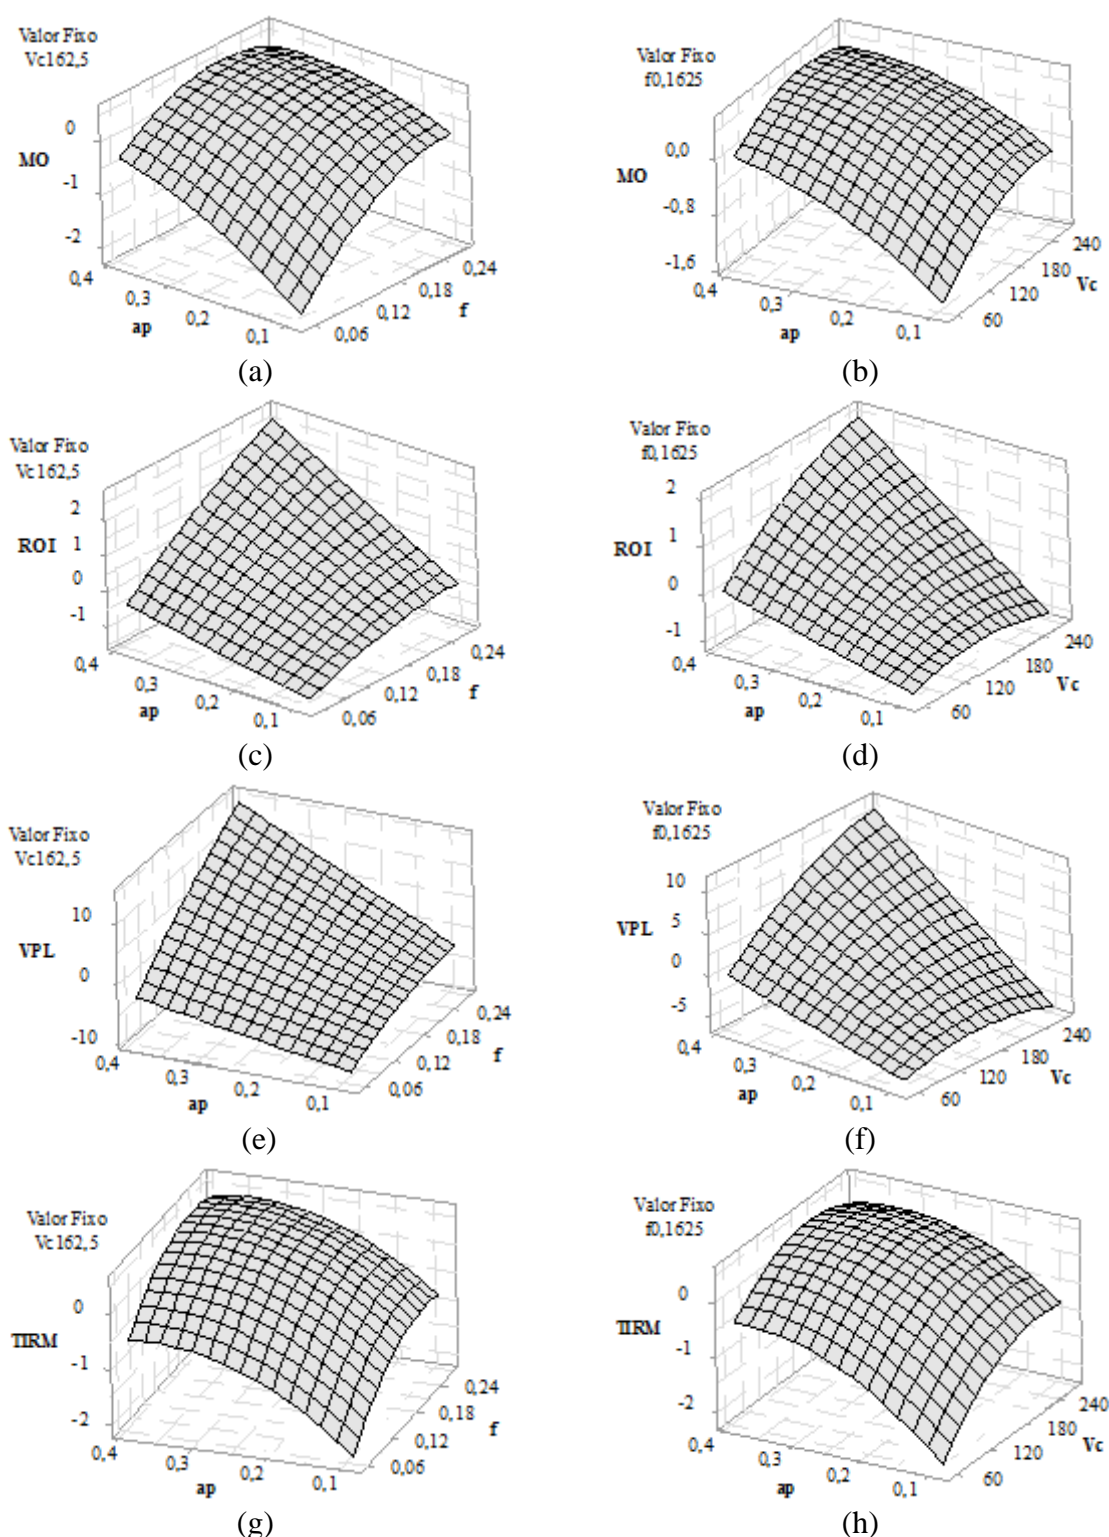 Valor Fixo
Vc162,5
0
MO
-1
-2
0,4
0,3
0,2
0,1
ap
0,06
0,12
0,18
0,24
f
(a)
Valor Fixo
f0,1625
0,0
MO
-0,8
-1,6
0,4
0,3
0,2
0,1
ap
60
120
180
240
Vc
(b)
Valor Fixo
Vc162,5
2
ROI
1
0
-1
0,4
0,3
0,2
0,1
ap
0,06
0,12
0,18
0,24
f
(c)
Valor Fixo
f0,1625
2
1
ROI
0
-1
0,4
0,3
0,2
0,1
ap
60
120
180
240
Vc
(d)
Valor Fixo
Vc162,5
10
VPL
0
-10
0,4
0,3
0,2
0,1
ap
0,06
0,12
0,18
0,24
f
(e)
Valor Fixo
f0,1625
10
5
VPL
0
-5
0,4
0,3
0,2
0,1
ap
60
120
180
240
Vc
(f)
Valor Fixo
Vc162,5
0
TIRM
-1
-2
0,4
0,3
0,2
0,1
ap
0,06
0,12
0,18
0,24
f
(g)
Valor Fixo
f0,1625
0
TIRM
-1
-2
0,4
0,3
0,2
0,1
ap
60
120
180
240
Vc
(h)